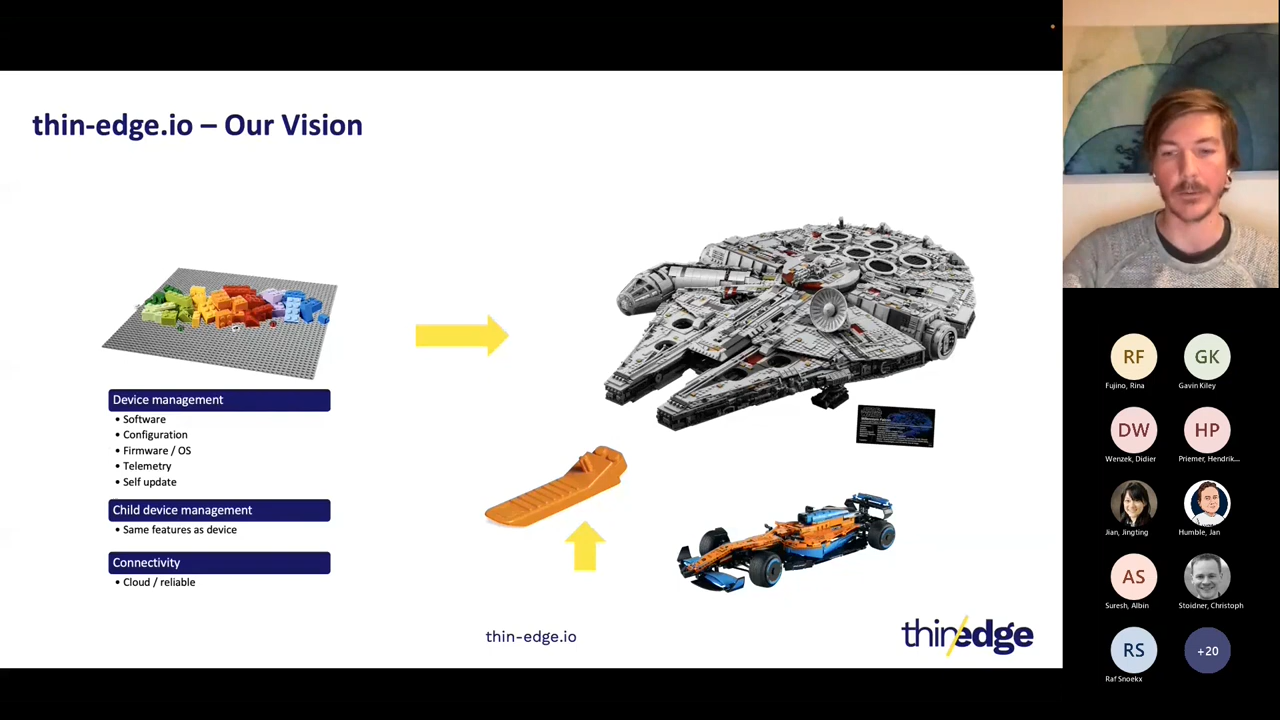 thin-edge.io – Our Vision
Device management
• Software
• Configuration
• Firmware / OS
• Telemetry
• Self update
Child device management
• Same features as device
Connectivity
• Cloud / reliable
thin-edge.io
thin/edge
RF
Fujino, Rina
GK
Gavin Kiley
DW
Wenzek, Didier
HP
Priemer, Hendrik...
Jian, Jingting
Humble, Jan
AS
Suresh, Albin
Stoidner, Christoph
RS
Raf Snoekx
+20